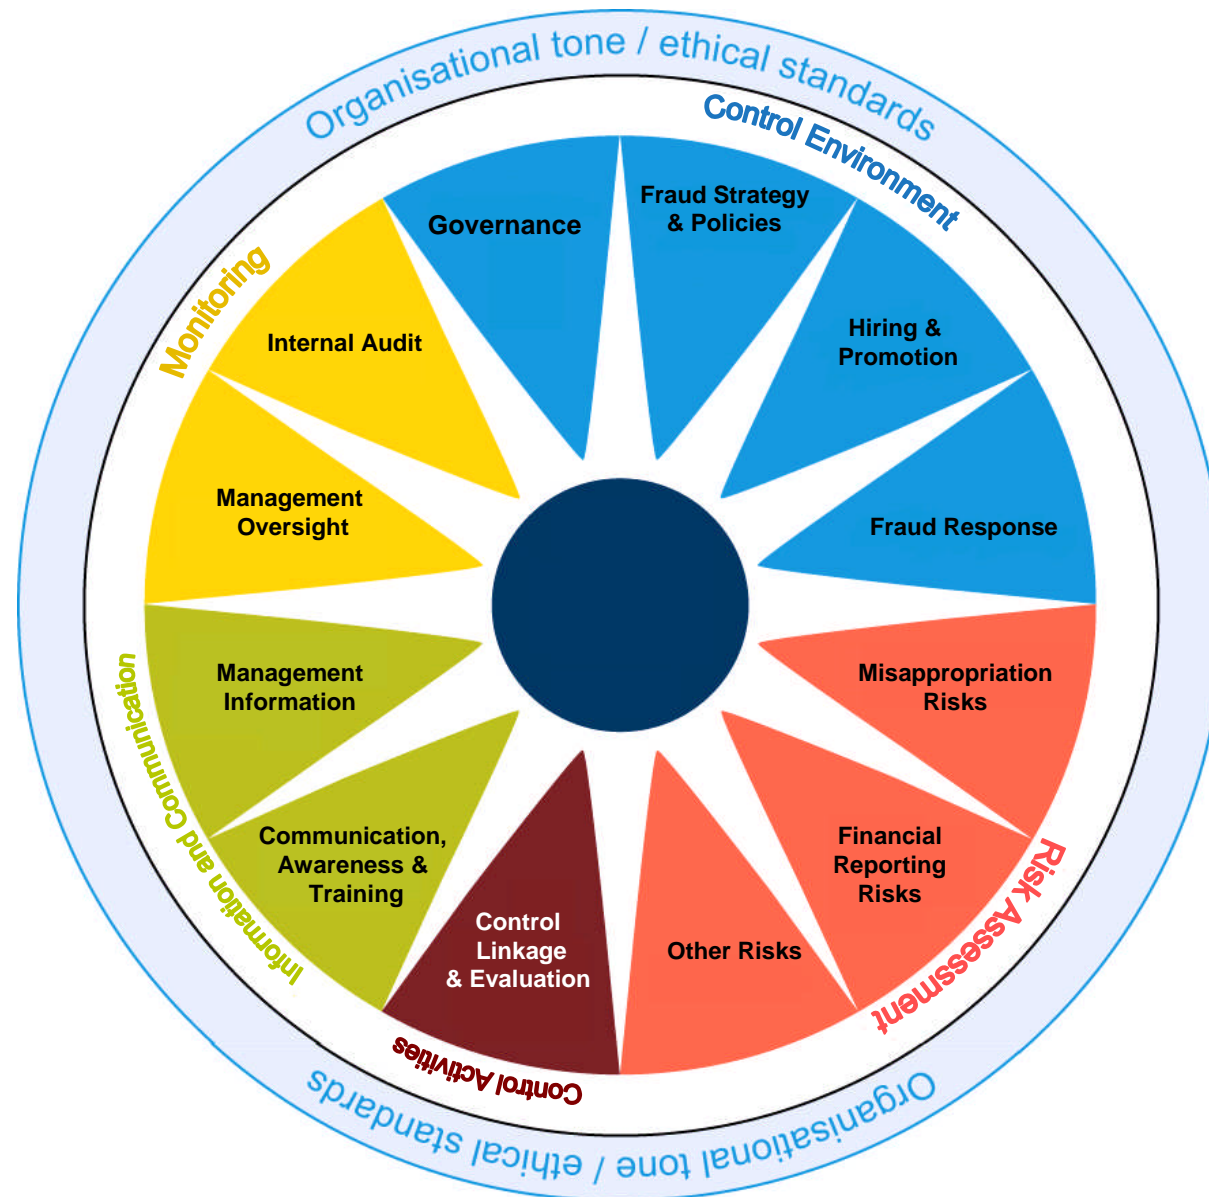 Organisational tone / ethical standards
Control Environment
Governance
Fraud Strategy
& Policies
Hiring &
Promotion
Fraud Response
Misappropriation
Risks
Financial
Reporting
Risks
Other Risks
Risk Assessment
Control
Linkage
& Evaluation
Control Activities
Communication,
Awareness &
Training
Management
Information
Information and Communication
Management
Oversight
Internal Audit
Monitoring
Organisational tone / ethical standards